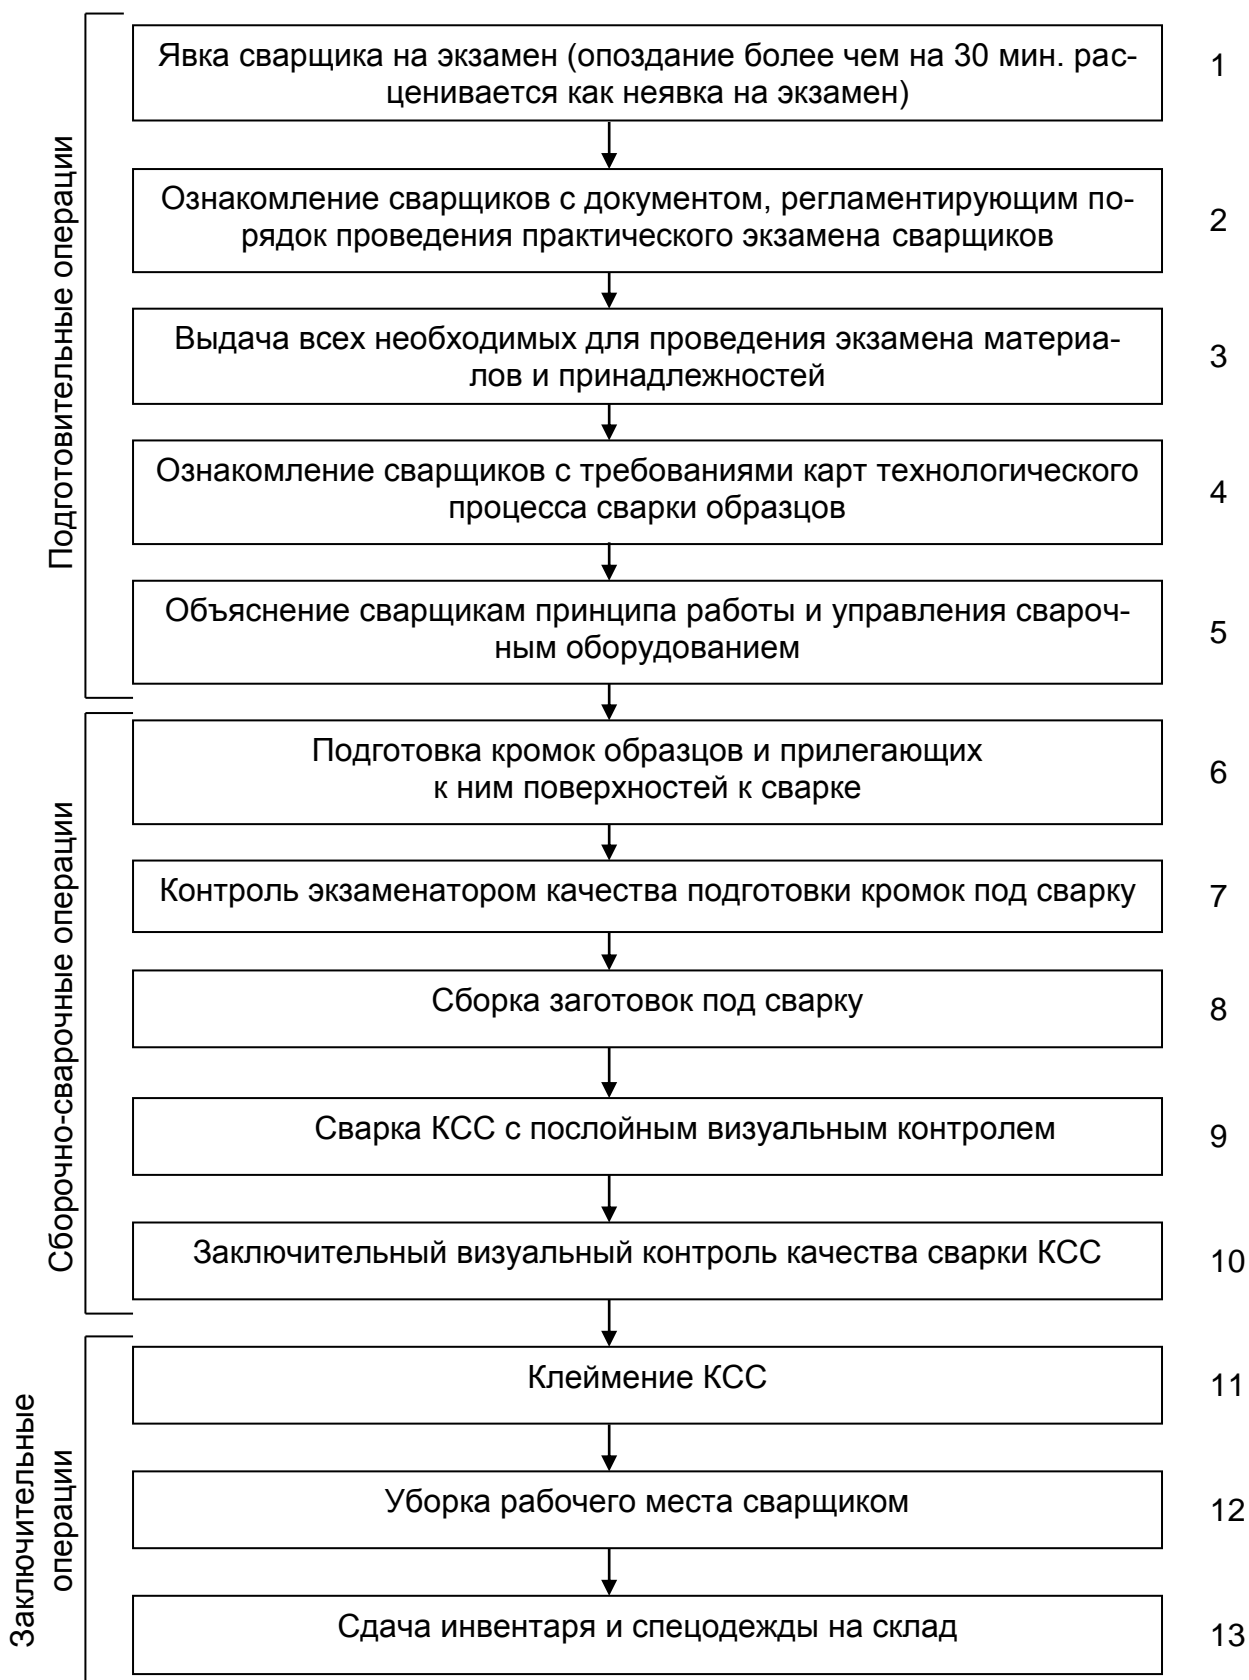 Подготовительные операции
Явка сварщика на экзамен (опоздание более чем на 30 мин. рас-
ценивается как неявка на экзамен)
1
Ознакомление сварщиков с документом, регламентирующим по-
рядок проведения практического экзамена сварщиков
2
Выдача всех необходимых для проведения экзамена материа-
лов и принадлежностей
3
Ознакомление сварщиков с требованиями карт технологического
процесса сварки образцов
4
Объяснение сварщикам принципа работы и управления свароч-
ным оборудованием
5
Сборочно-сварочные операции
Подготовка кромок образцов и прилегающих
к ним поверхностей к сварке
6
Контроль экзаменатором качества подготовки кромок под сварку
7
Сборка заготовок под сварку
8
Сварка КСС с послойным визуальным контролем
9
Заключительный визуальный контроль качества сварки КСС
10
Заключительные
операции
Клеймение КСС
11
Уборка рабочего места сварщиком
12
Сдача инвентаря и спецодежды на склад
13